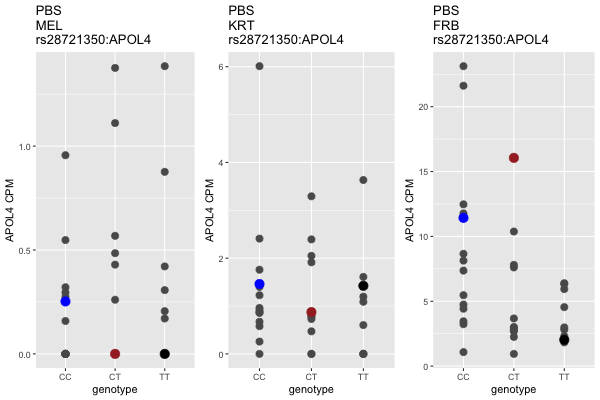 PBS
MEL
rs28721350:APOL4
APOL4 CPM
1.0
0.5
0.0
CC
CT
TT
genotype
PBS
KRT
rs28721350:APOL4
APOL4 CPM
6
4
2
0
CC
CT
TT
genotype
PBS
FRB
rs28721350:APOL4
APOL4 CPM
20
15
10
5
0
CC
CT
TT
genotype